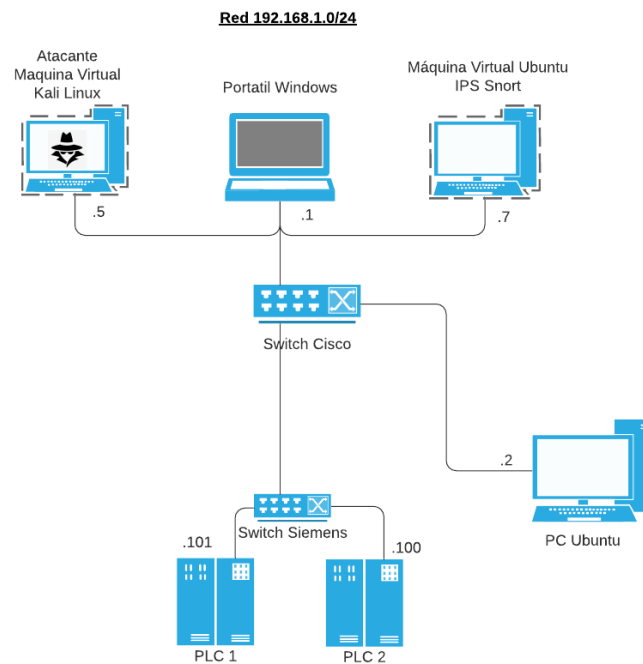 Red 192.168.1.0/24
Atacante
Maquina Virtual
Kali Linux
Portatil Windows
Máquina Virtual Ubuntu
IPS Snort
.5
.1
.7
Switch Cisco
.2
Switch Siemens
PC Ubuntu
.101
.100
PLC 1
PLC 2